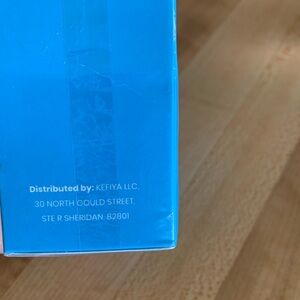 Distributed by: KEFIYA LLC,
30 NORTH GOULD STREET,
STE R SHERIDAN, 82801